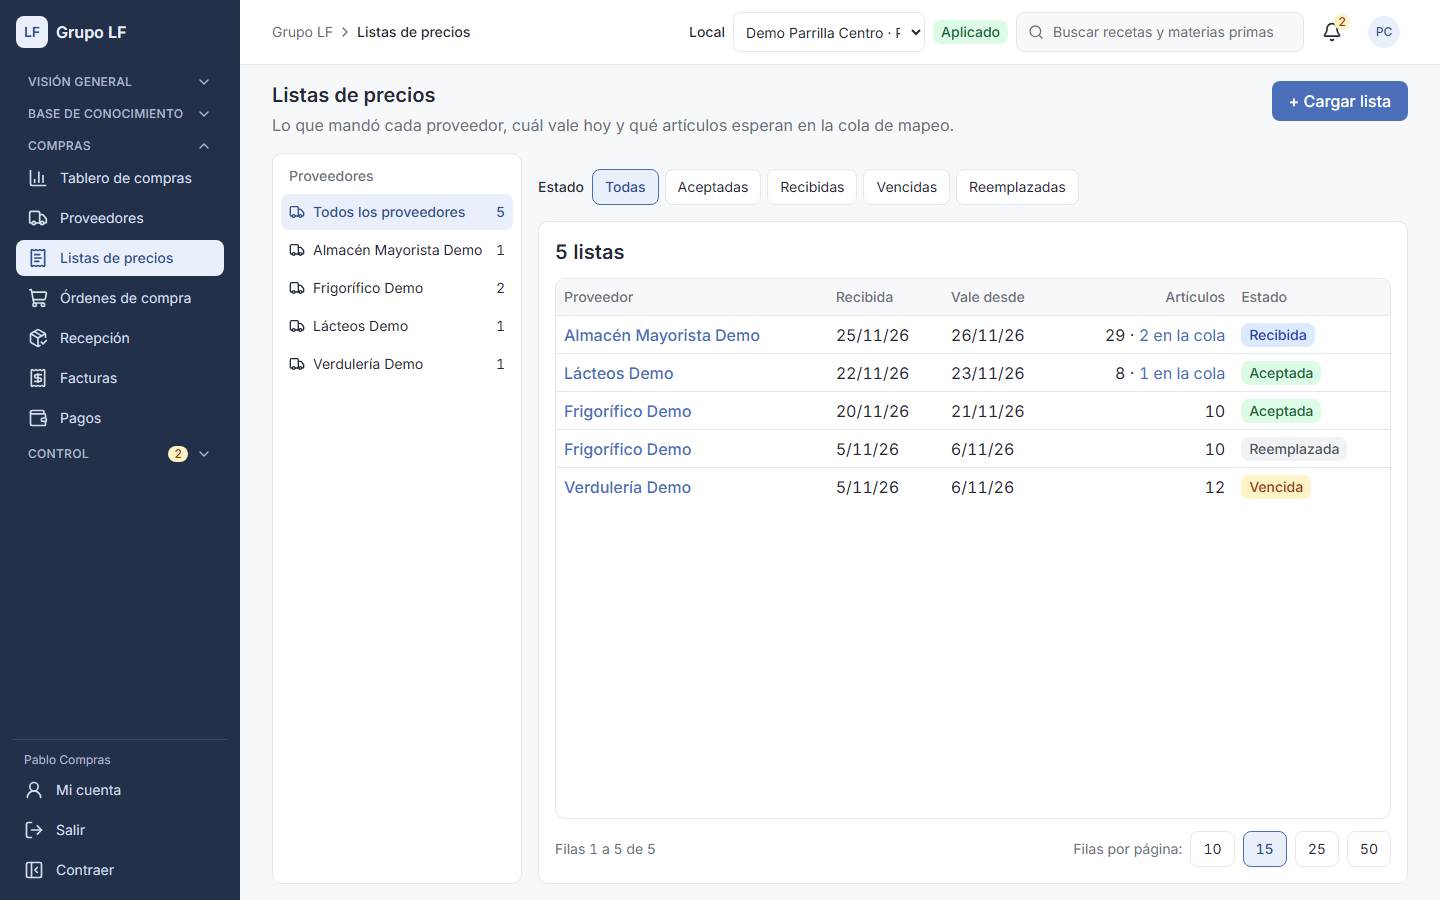 LF Grupo LF
VISIÓN GENERAL
BASE DE CONOCIMIENTO
COMPRAS
Tablero de compras
Proveedores
Listas de precios
Órdenes de compra
Recepción
Facturas
Pagos
CONTROL 2
Pablo Compras
Mi cuenta
Salir
Contraer
Grupo LF > Listas de precios
Local Demo Parrilla Centro · Aplicado
Buscar recetas y materias primas
2
PC
Listas de precios
Lo que mandó cada proveedor, cuál vale hoy y qué artículos esperan en la cola de mapeo.
+ Cargar lista
Proveedores
Todos los proveedores 5
Almacén Mayorista Demo 1
Frigorífico Demo 2
Lácteos Demo 1
Verdulería Demo 1
Estado Todas Aceptadas Recibidas Vencidas Reemplazadas
5 listas
Proveedor Recibida Vale desde Artículos Estado
Almacén Mayorista Demo 25/11/26 26/11/26 29 · 2 en la cola Recibida
Lácteos Demo 22/11/26 23/11/26 8 · 1 en la cola Aceptada
Frigorífico Demo 20/11/26 21/11/26 10 Aceptada
Frigorífico Demo 5/11/26 6/11/26 10 Reemplazada
Verdulería Demo 5/11/26 6/11/26 12 Vencida
Filas 1 a 5 de 5
Filas por página: 10 15 25 50